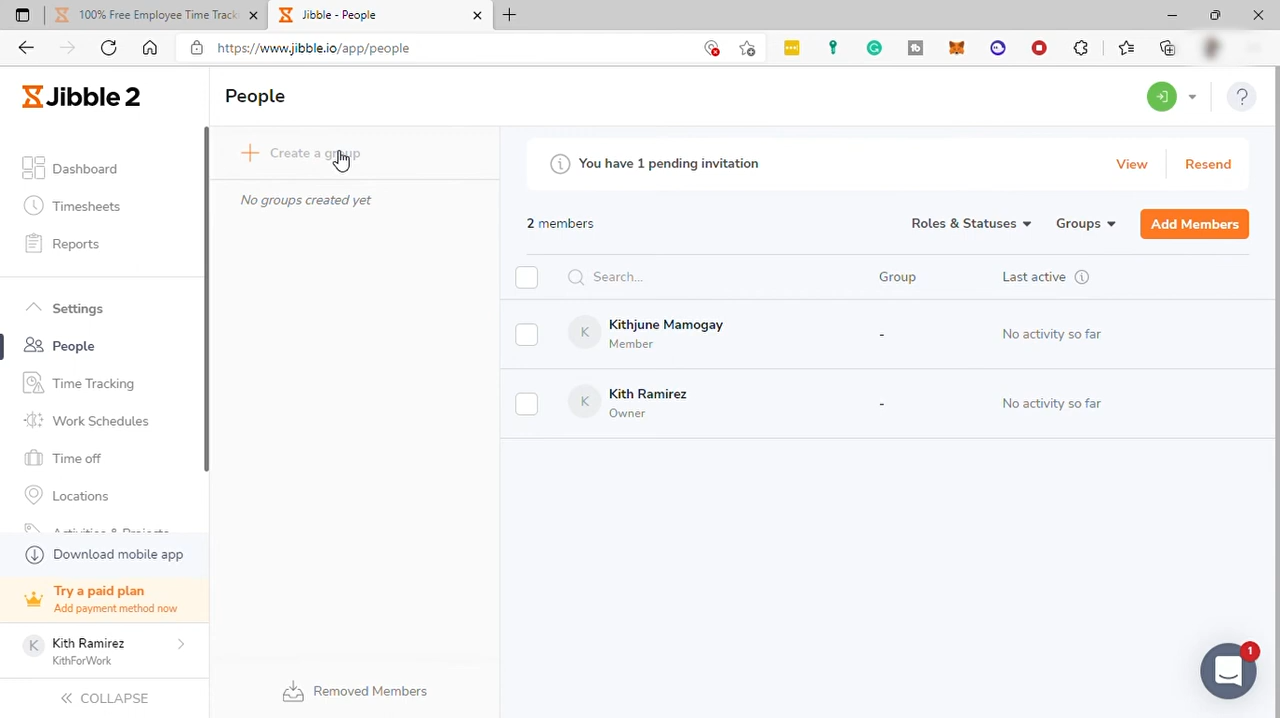 100% Free Employee Time Track
Jibble - People
https://www.jibble.io/app/people
Jibble 2
People
Dashboard
Timesheets
Reports
Settings
People
Time Tracking
Work Schedules
Time off
Locations
Activities & Projects
Download mobile app
Try a paid plan
Add payment method now
K
Kith Ramirez
KithForWork
COLLAPSE
Create a group
No groups created yet
Removed Members
You have 1 pending invitation
View
Resend
2 members
Roles & Statuses
Groups
Add Members
Search...
Group
Last active
K
Kithjune Mamogay
Member
-
No activity so far
K
Kith Ramirez
Owner
-
No activity so far
1